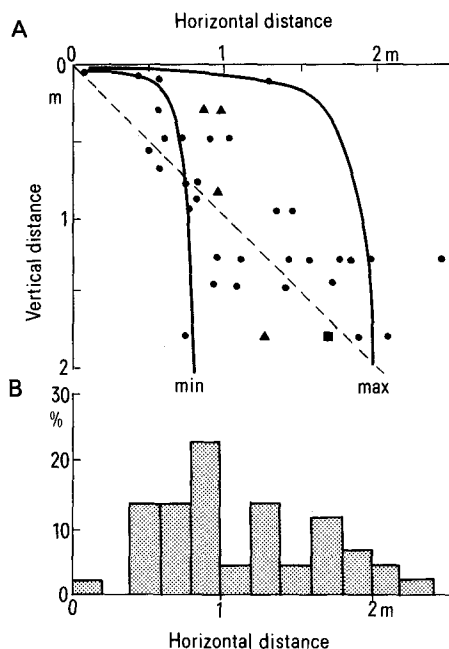 Horizontal distance
A
0 1 2 m
0
m
Vertical distance
1
2
min max
B
30
%
20
10
0
0 1 2 m
Horizontal distance